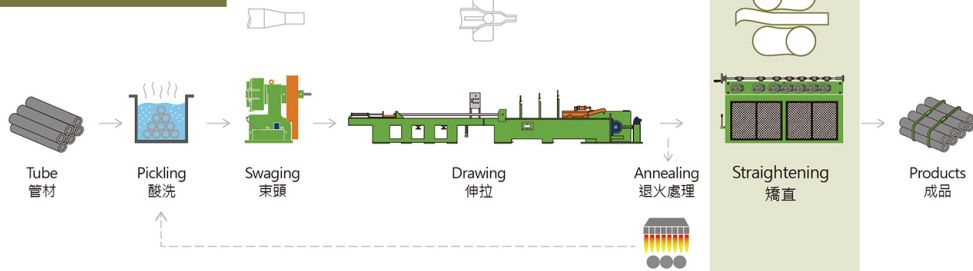 Tube
管材
Pickling
酸洗
Swaging
束頭
Drawing
伸拉
Annealing
退火處理
Straightening
矯直
Products
成品